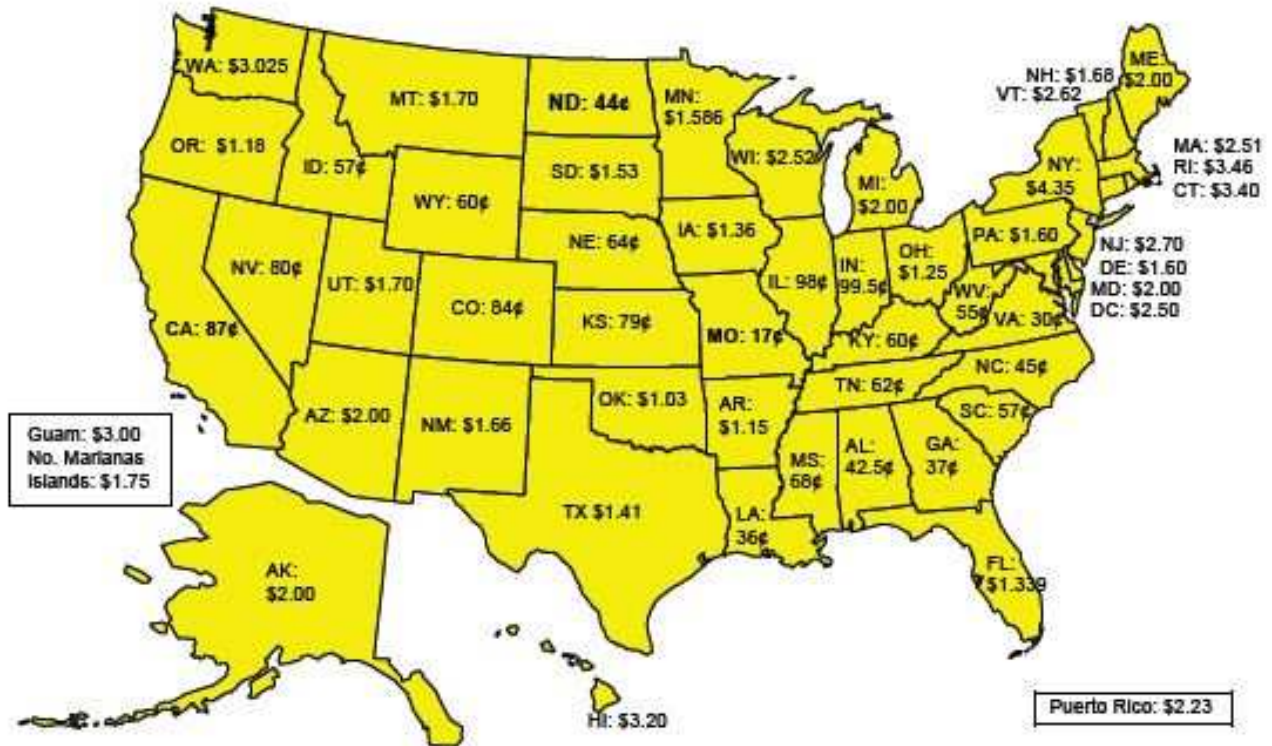 WA: $3.025
MT: $1.70
ND: 44¢
MN:
$1.586
NH: $1.68
VT: $2.62
ME:
$2.00
OR: $1.18
ID: 57¢
SD: $1.53
WI: $2.52
MI:
$2.00
NY:
$4.35
MA: $2.51
RI: $3.46
CT: $3.40
WY: 60¢
NE: 64¢
IA: $1.36
PA: $1.60
NJ: $2.70
DE: $1.60
MD: $2.00
DC: $2.50
NV: 80¢
UT: $1.70
CO: 84¢
KS: 79¢
MO: 17¢
IL: 98¢
IN:
99.5¢
OH:
$1.25
WV:
55¢
VA: 30¢
CA: 87¢
KY: 60¢
NC: 45¢
TN: 62¢
SC: 57¢
AZ: $2.00
NM: $1.66
OK: $1.03
AR:
$1.15
MS:
68¢
AL:
42.5¢
GA:
37¢
Guam: $3.00
No. Marianas
Islands: $1.75
TX $1.41
LA:
36¢
FL:
$1.339
AK:
$2.00
HI: $3.20
Puerto Rico: $2.23